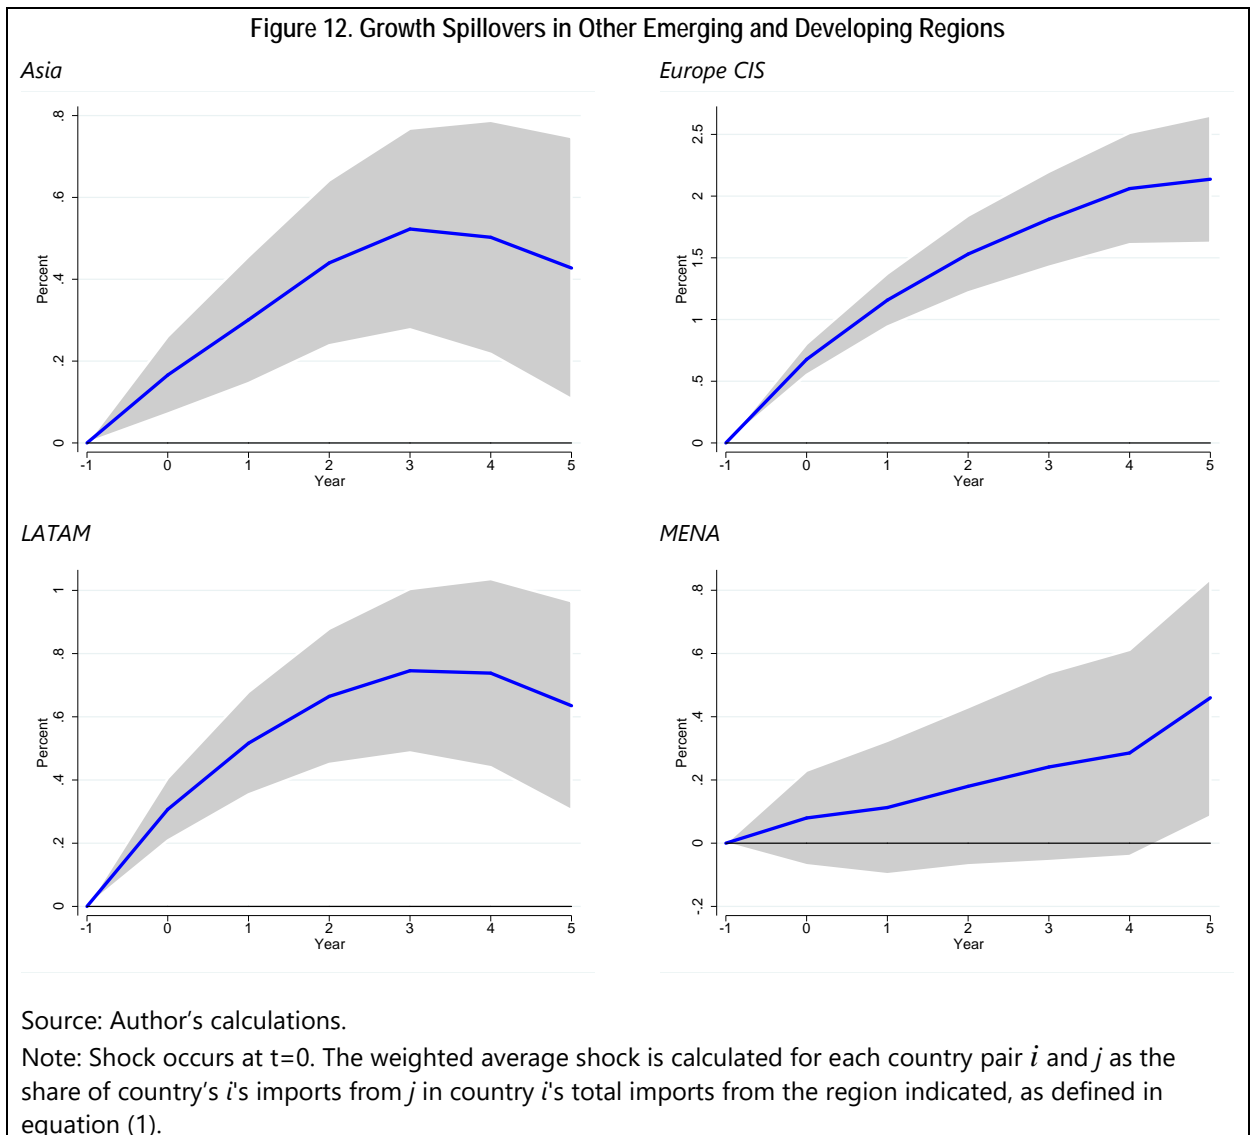 Figure 12. Growth Spillovers in Other Emerging and Developing Regions
Asia
Percent
.8
.6
.4
.2
0
-1 0 1 2 3 4 5
Year
Europe CIS
Percent
2.5
2
1.5
1
.5
0
-1 0 1 2 3 4 5
Year
LATAM
Percent
1
.8
.6
.4
.2
0
-1 0 1 2 3 4 5
Year
MENA
Percent
.8
.6
.4
.2
0
-.2
-1 0 1 2 3 4 5
Year
Source: Author’s calculations.
Note: Shock occurs at t=0. The weighted average shock is calculated for each country pair i and j as the
share of country’s i's imports from j in country i's total imports from the region indicated, as defined in
equation (1).